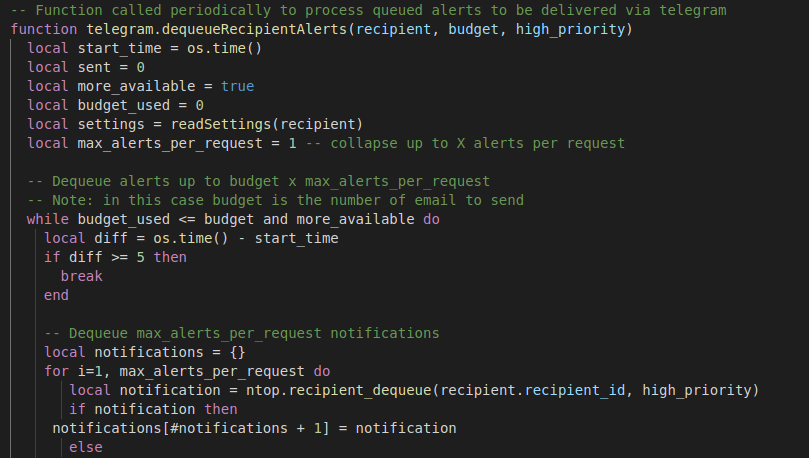 -- Function called periodically to process queued alerts to be delivered via telegram
function telegram.dequeueRecipientAlerts(recipient, budget, high_priority)
  local start_time = os.time()
  local sent = 0
  local more_available = true
  local budget_used = 0
  local settings = readSettings(recipient)
  local max_alerts_per_request = 1 -- collapse up to X alerts per request

  -- Dequeue alerts up to budget x max_alerts_per_request
  -- Note: in this case budget is the number of email to send
  while budget_used <= budget and more_available do
    local diff = os.time() - start_time
    if diff >= 5 then
      break
    end

    -- Dequeue max_alerts_per_request notifications
    local notifications = {}
    for i=1, max_alerts_per_request do
       local notification = ntop.recipient_dequeue(recipient.recipient_id, high_priority)
       if notification then
     notifications[#notifications + 1] = notification
       else